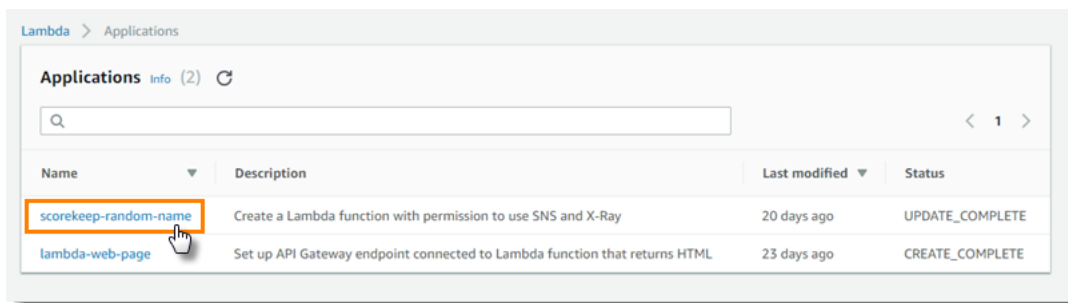 Lambda > Applications
Applications Info (2)
< 1 >
Name Description Last modified Status
scorekeep-random-name Create a Lambda function with permission to use SNS and X-Ray 20 days ago UPDATE_COMPLETE
lambda-web-page Set up API Gateway endpoint connected to Lambda function that returns HTML 23 days ago CREATE_COMPLETE